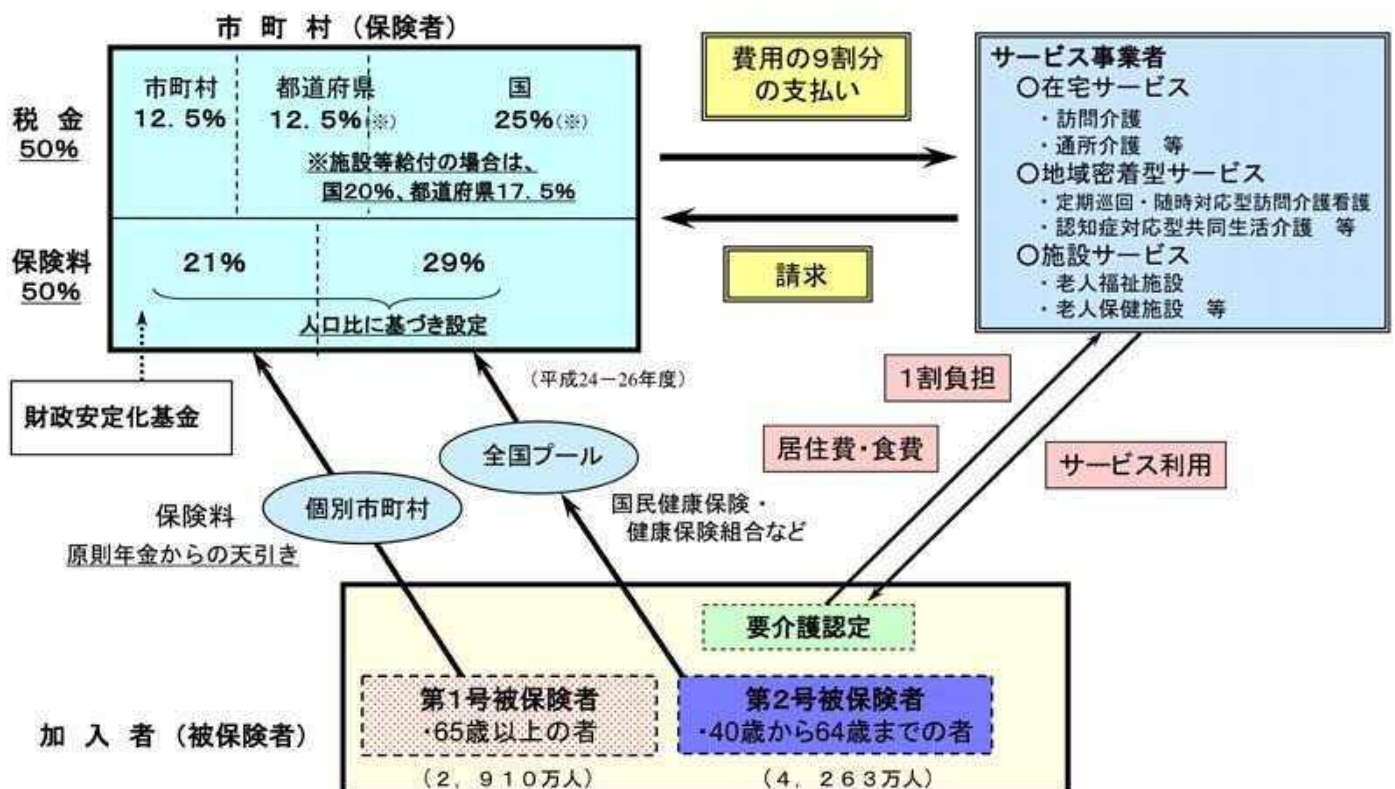 市 町 村 （保険者）
税 金
50%
市町村
12. 5%
都道府県
12. 5%(※)
国
25%(※)
※施設等給付の場合は、
国20%、都道府県17. 5%
保険料
50%
21%
29%
人口比に基づき設定
費用の9割分
の支払い
請求
サービス事業者
○在宅サービス
・訪問介護
・通所介護 等
○地域密着型サービス
・定期巡回・随時対応型訪問介護看護
・認知症対応型共同生活介護 等
○施設サービス
・老人福祉施設
・老人保健施設 等
財政安定化基金
（平成24－26年度）
1割負担
居住費・食費
サービス利用
全国プール
個別市町村
国民健康保険・
健康保険組合など
保険料
原則年金からの天引き
要介護認定
加 入 者 （被保険者）
第1号被保険者
・65歳以上の者
（2，910万人）
第2号被保険者
・40歳から64歳までの者
（4，263万人）